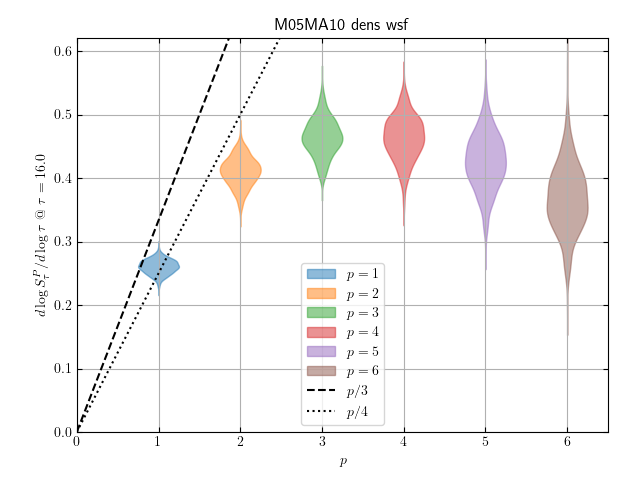 M05MA10 dens wsf
d log S_τ^P / d log τ @ τ = 16.0
0.6
0.5
0.4
0.3
0.2
0.1
0.0
p = 1
p = 2
p = 3
p = 4
p = 5
p = 6
p/3
p/4
0 1 2 3 4 5 6
p